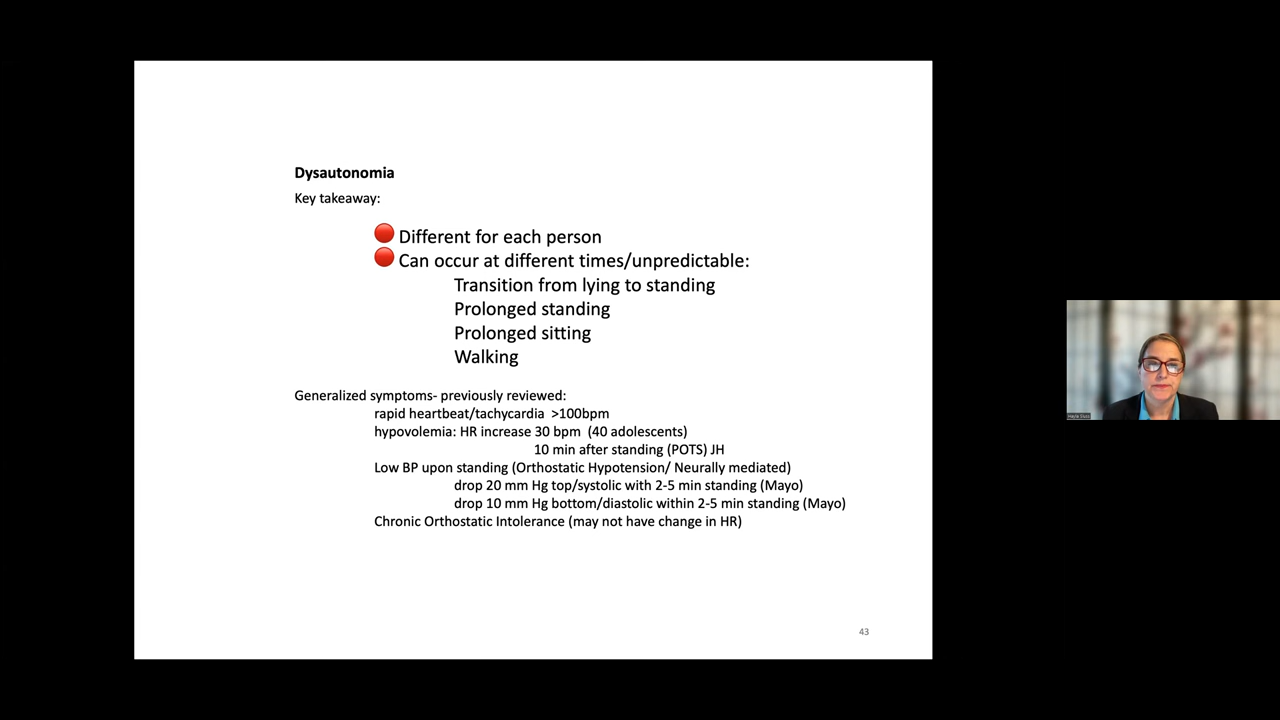 Dysautonomia
Key takeaway:
Different for each person
Can occur at different times/unpredictable:
Transition from lying to standing
Prolonged standing
Prolonged sitting
Walking
Generalized symptoms- previously reviewed:
rapid heartbeat/tachycardia >100bpm
hypovolemia: HR increase 30 bpm (40 adolescents)
10 min after standing (POTS) JH
Low BP upon standing (Orthostatic Hypotension/ Neurally mediated)
drop 20 mm Hg top/systolic with 2-5 min standing (Mayo)
drop 10 mm Hg bottom/diastolic within 2-5 min standing (Mayo)
Chronic Orthostatic Intolerance (may not have change in HR)
43